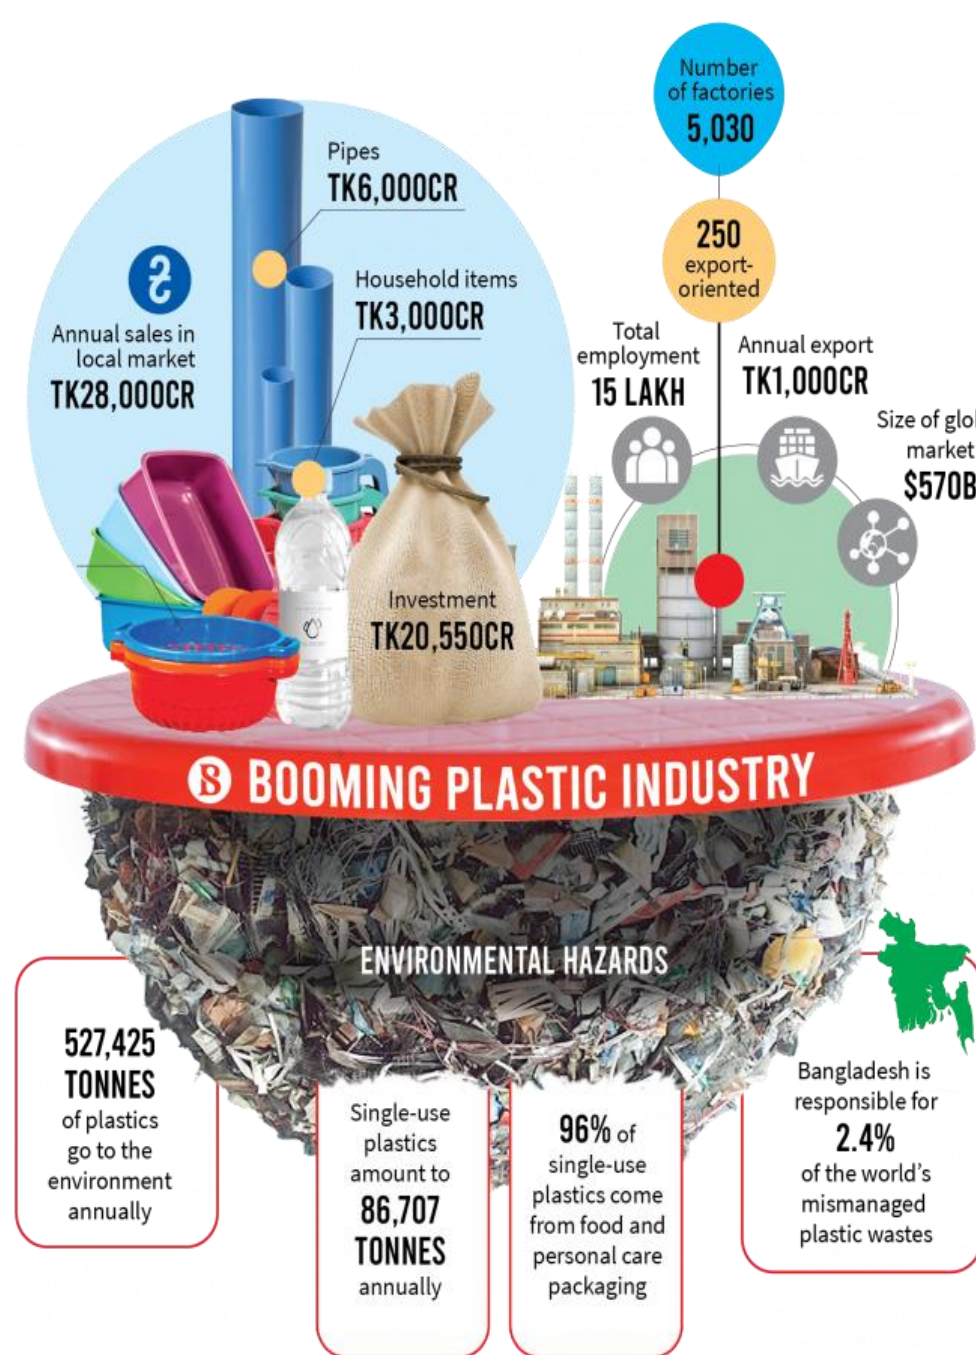 Number
of factories
5,030
250
export-
oriented
Pipes
TK6,000CR
Household items
TK3,000CR
Annual sales in
local market
TK28,000CR
Total
employment
15 LAKH
Annual export
TK1,000CR
Size of
market
$570B
Investment
TK20,550CR
BOOMING PLASTIC INDUSTRY
ENVIRONMENTAL HAZARDS
527,425
TONNES
of plastics
go to the
environment
annually
Single-use
plastics
amount to
86,707
TONNES
annually
96% of
single-use
plastics come
from food and
personal care
packaging
Bangladesh is
responsible for
2.4%
of the world's
mismanaged
plastic wastes